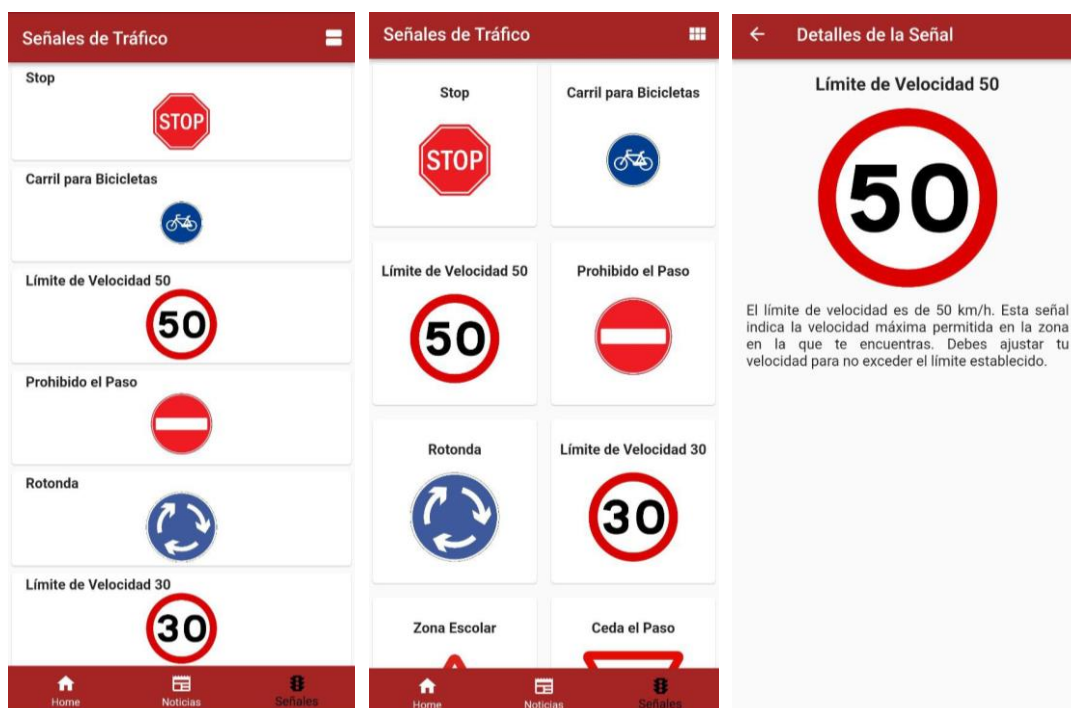 Señales de Tráfico
Stop
STOP
Carril para Bicicletas
Límite de Velocidad 50
50
Prohibido el Paso
Rotonda
Límite de Velocidad 30
30
Home
Noticias
Señales
Señales de Tráfico
Stop
Carril para Bicicletas
STOP
Límite de Velocidad 50
Prohibido el Paso
50
Rotonda
Límite de Velocidad 30
30
Zona Escolar
Ceda el Paso
Home
Noticias
Señales
Detalles de la Señal
Límite de Velocidad 50
50
El límite de velocidad es de 50 km/h. Esta señal
indica la velocidad máxima permitida en la zona
en la que te encuentras. Debes ajustar tu
velocidad para no exceder el límite establecido.